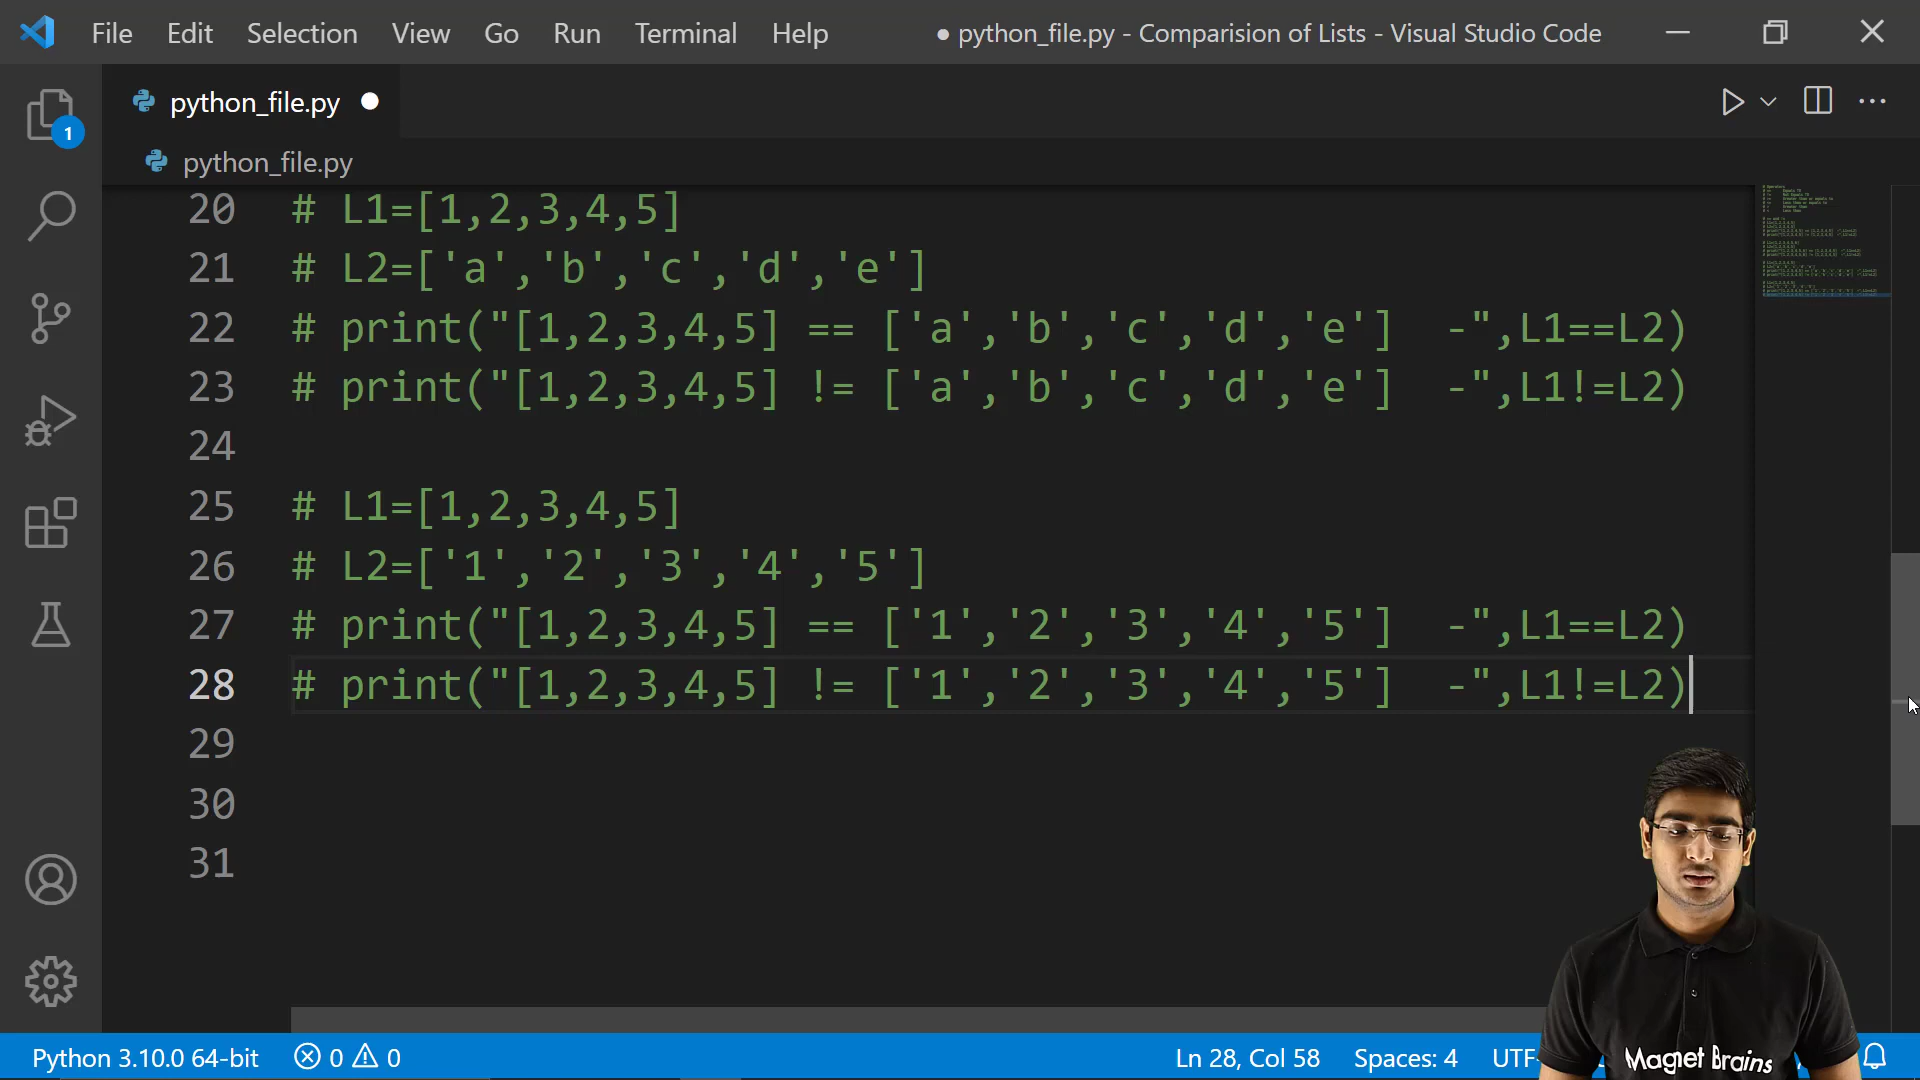 File Edit Selection View Go Run Terminal Help ● python_file.py - Comparision of Lists - Visual Studio Code
python_file.py
1
python_file.py
20 # L1=[1,2,3,4,5]
21 # L2=['a','b','c','d','e']
22 # print("[1,2,3,4,5] == ['a','b','c','d','e']  -",L1==L2)
23 # print("[1,2,3,4,5] != ['a','b','c','d','e']  -",L1!=L2)
24
25 # L1=[1,2,3,4,5]
26 # L2=['1','2','3','4','5']
27 # print("[1,2,3,4,5] == ['1','2','3','4','5']  -",L1==L2)
28 # print("[1,2,3,4,5] != ['1','2','3','4','5']  -",L1!=L2)
29
30
31
Python 3.10.0 64-bit 0 0 Ln 28, Col 58 Spaces: 4 UTF-
Magnet Brains